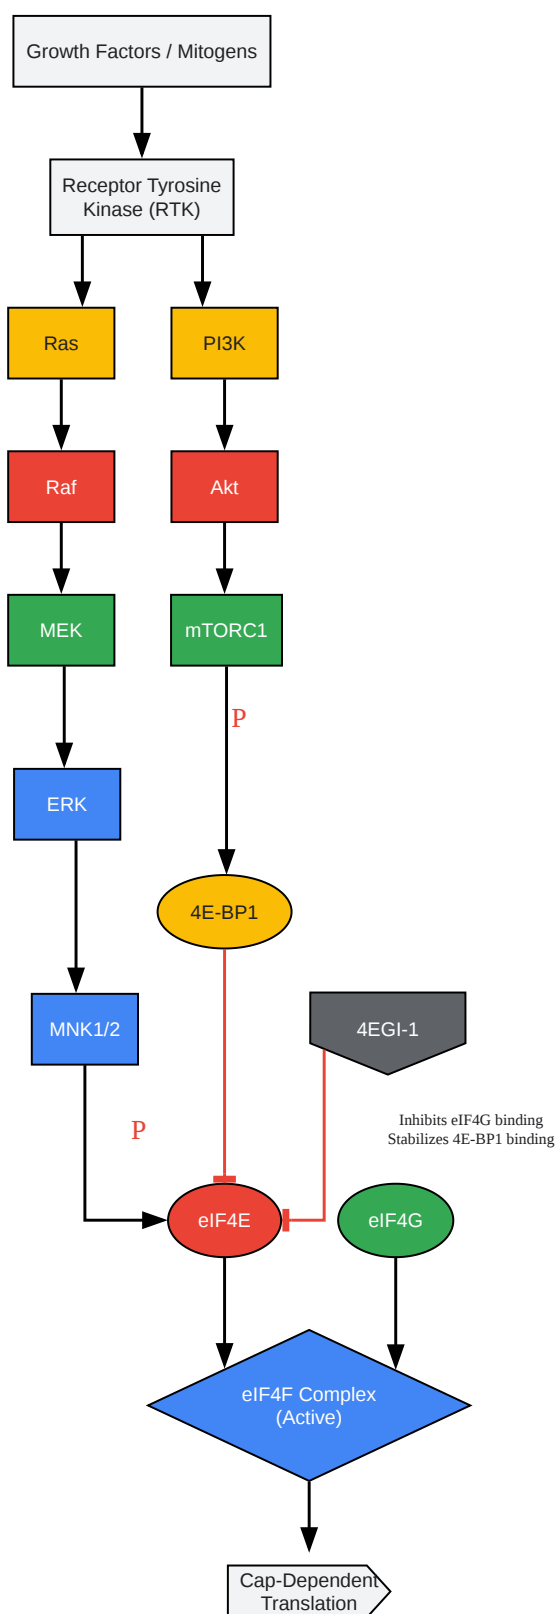 Growth Factors / Mitogens
Receptor Tyrosine
Kinase (RTK)
Ras
PI3K
Raf
Akt
MEK
mTORC1
P
ERK
4E-BP1
MNK1/2
4EGI-1
P
Inhibits eIF4G binding
Stabilizes 4E-BP1 binding
eIF4E
eIF4G
eIF4F Complex
(Active)
Cap-Dependent
Translation